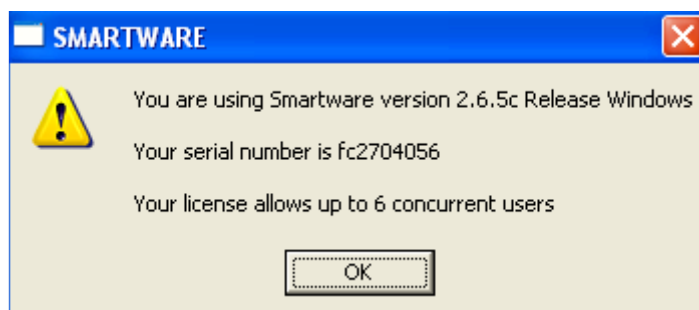 SMARTWARE
You are using Smartware version 2.6.5c Release Windows
Your serial number is fc2704056
Your license allows up to 6 concurrent users
OK